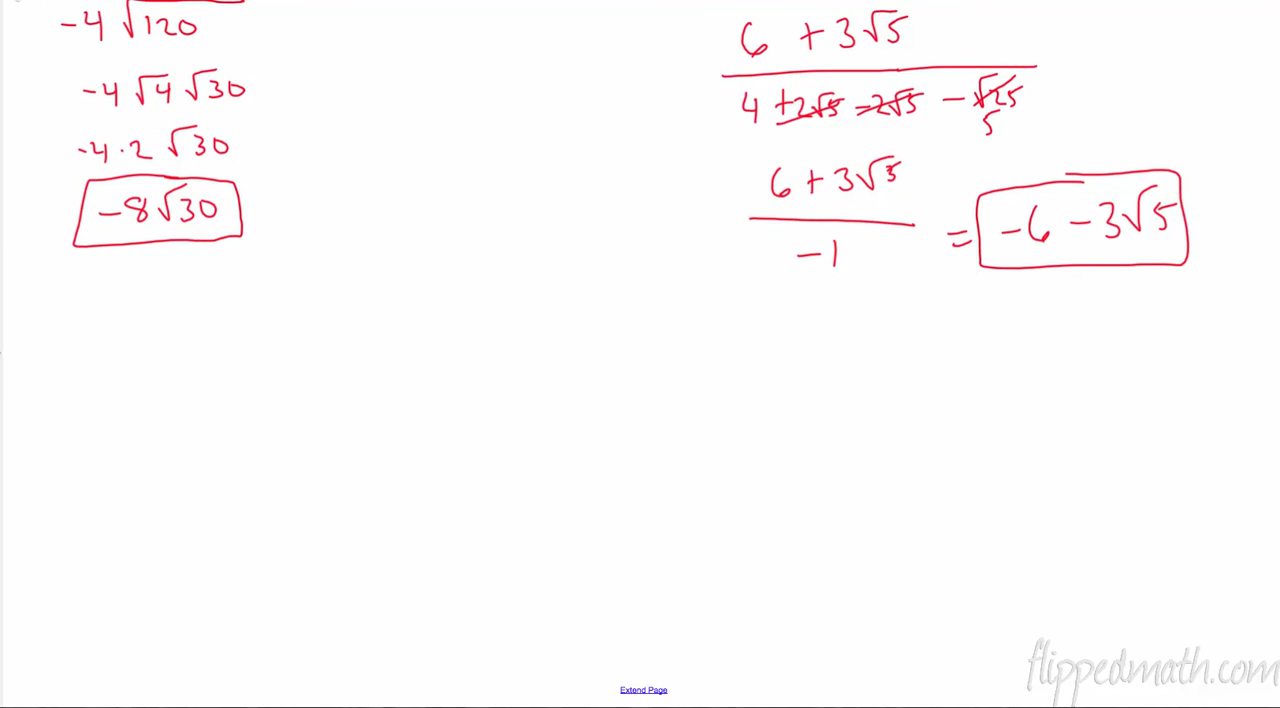 -4 √120
-4 √4 √30
-4 · 2 √30
-8√30
6 + 3√5
4 +2√5 -2√5 - √25
5
6 + 3√5
-1
= -6 - 3√5
Extend Page
flippedmath.com